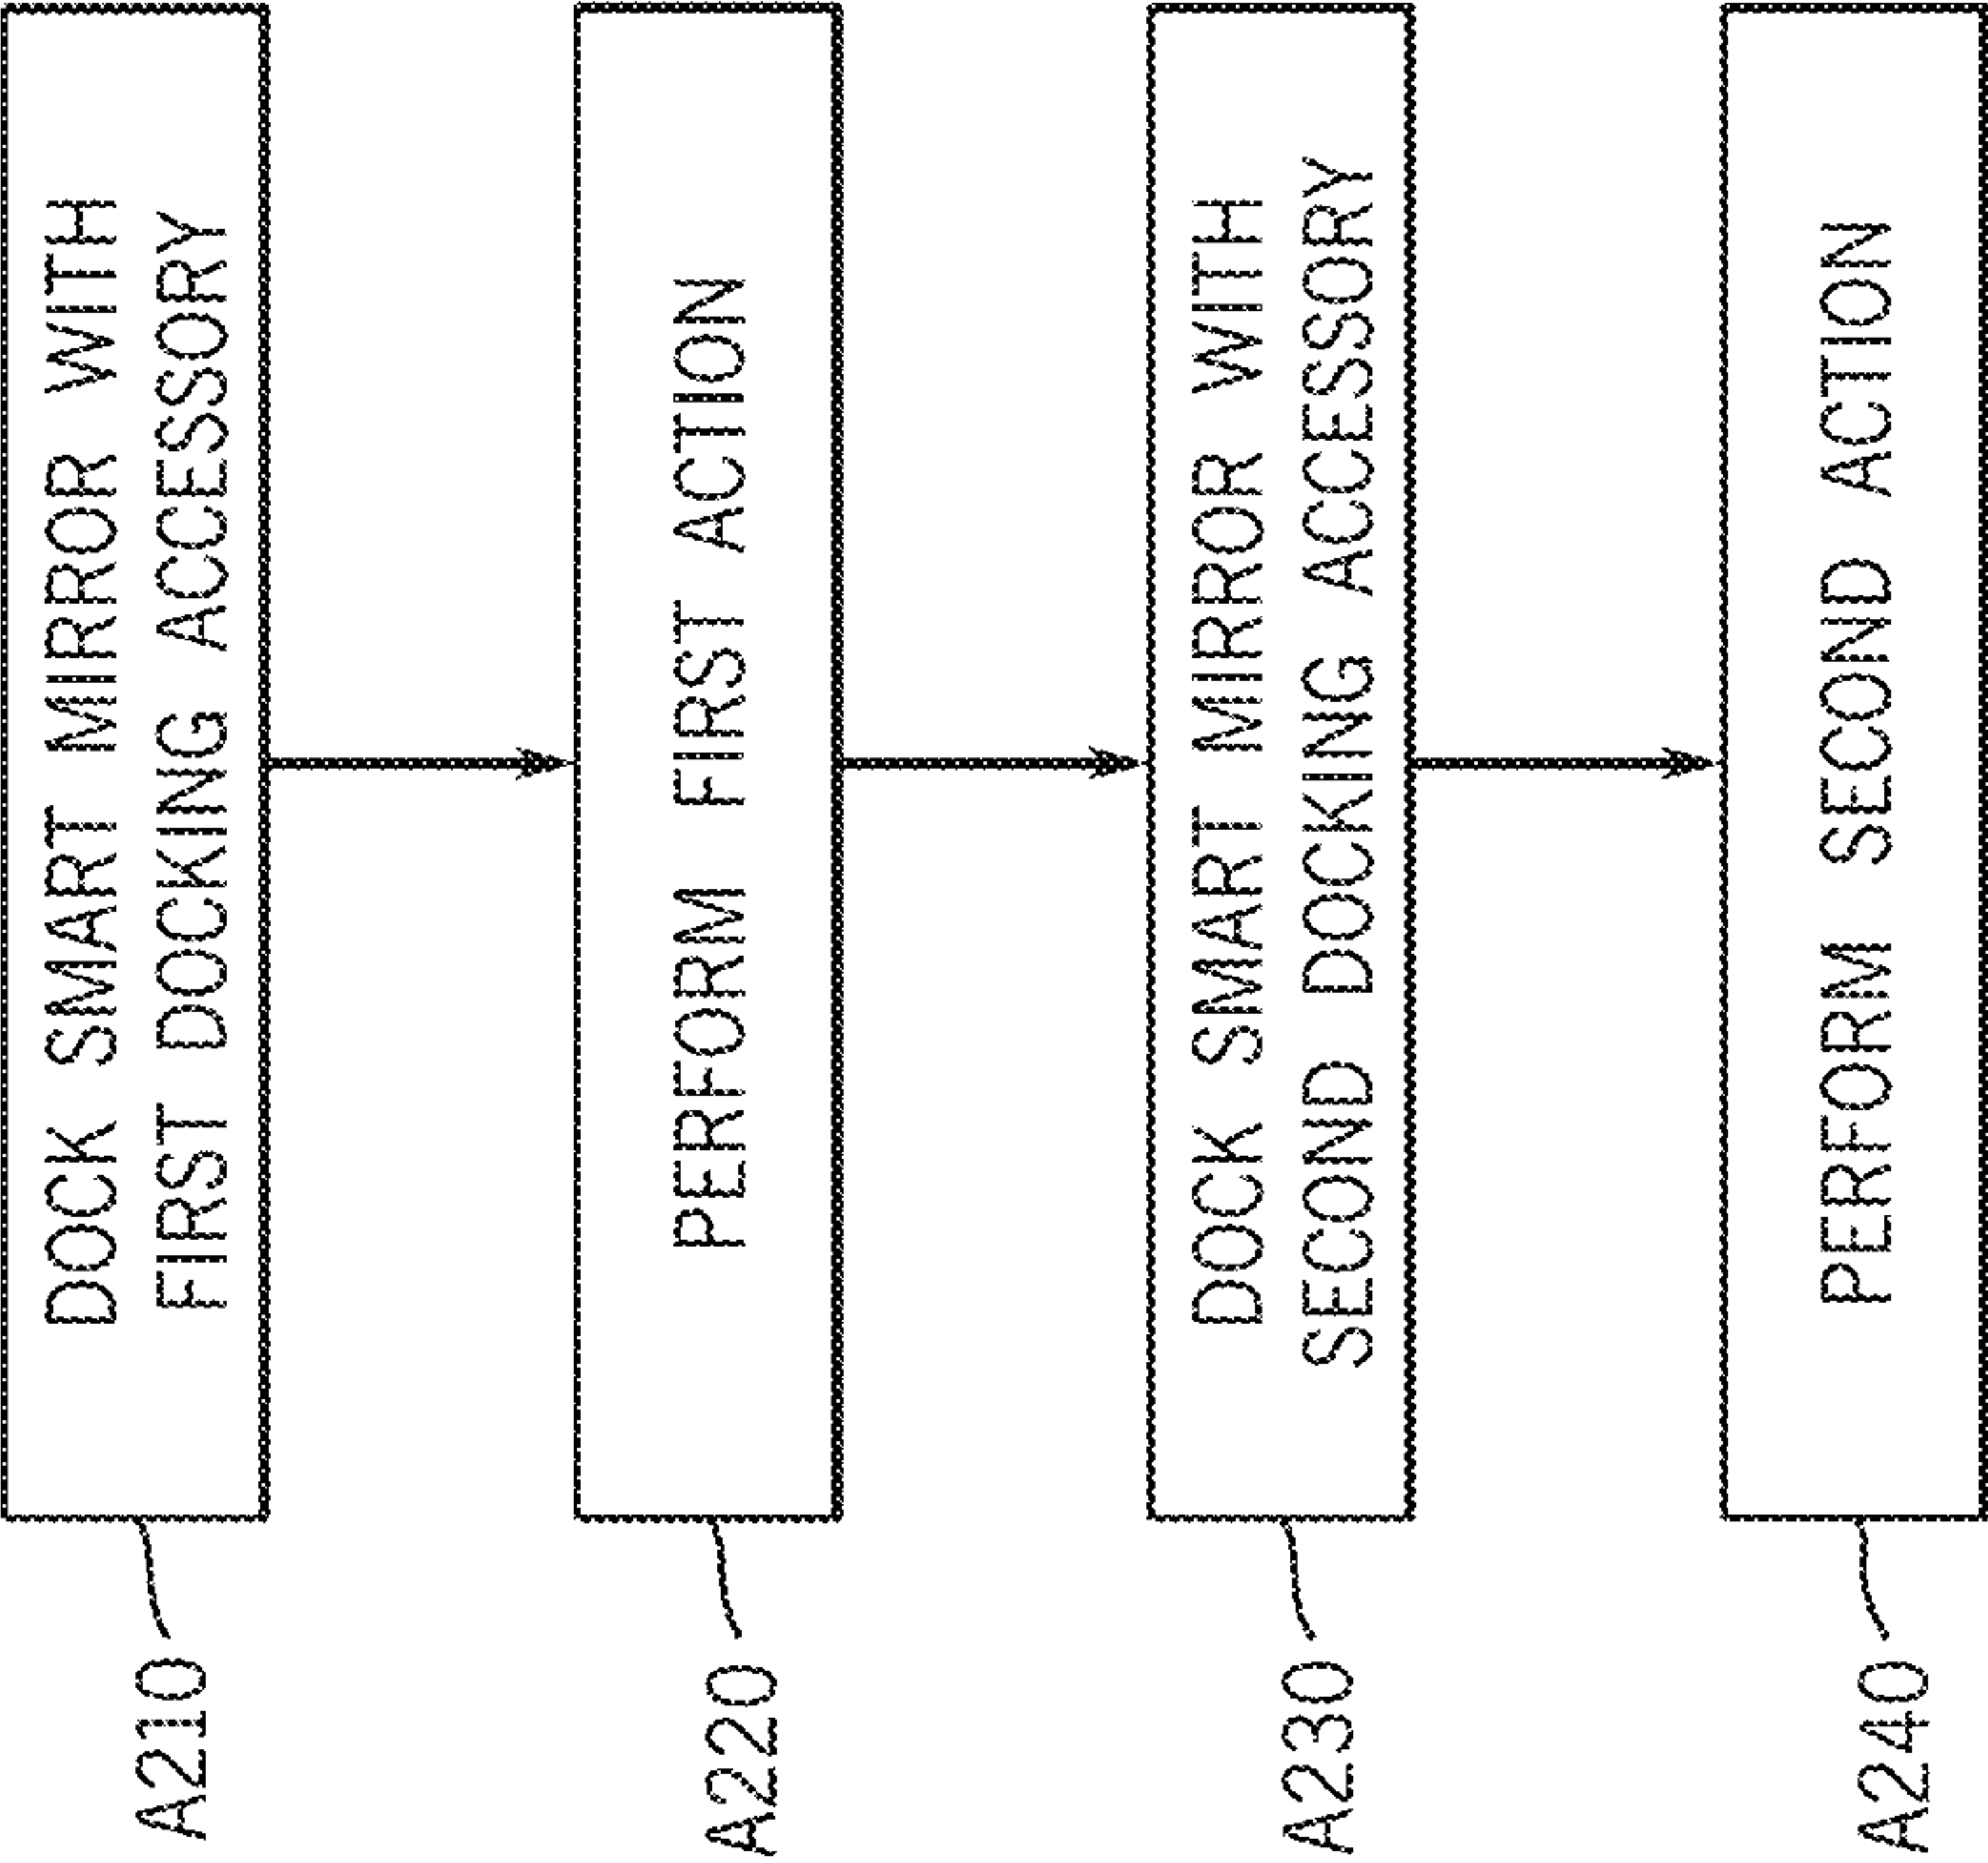 A210
DOCK SMART MIRROR WITH
FIRST DOCKING ACCESSORY
A220
PERFORM FIRST ACTION
A230
DOCK SMART MIRROR WITH
SECOND DOCKING ACCESSORY
A240
PERFORM SECOND ACTION